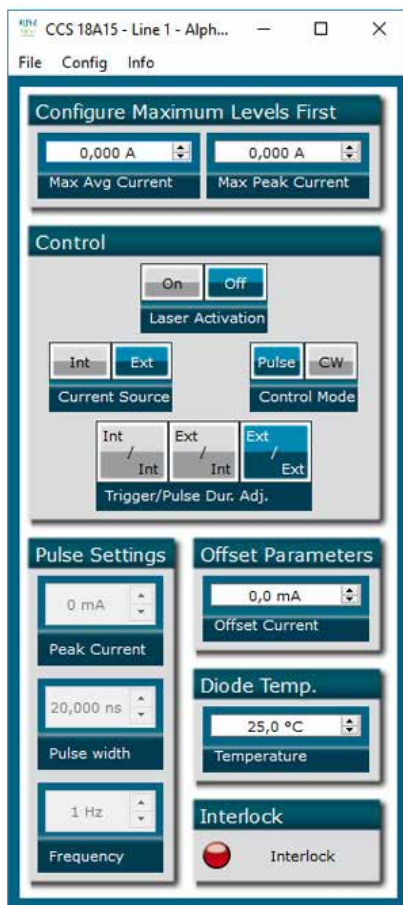 CCS 18A15 - Line 1 - Alph...
File Config Info
Configure Maximum Levels First
0,000 A 0,000 A
Max Avg Current Max Peak Current
Control
On Off
Laser Activation
Int Ext
Current Source
Pulse CW
Control Mode
Int / Int
Ext / Int
Ext / Ext
Trigger/Pulse Dur. Adj.
Pulse Settings
0 mA
Peak Current
20,000 ns
Pulse width
1 Hz
Frequency
Offset Parameters
0,0 mA
Offset Current
Diode Temp.
25,0 °C
Temperature
Interlock
Interlock